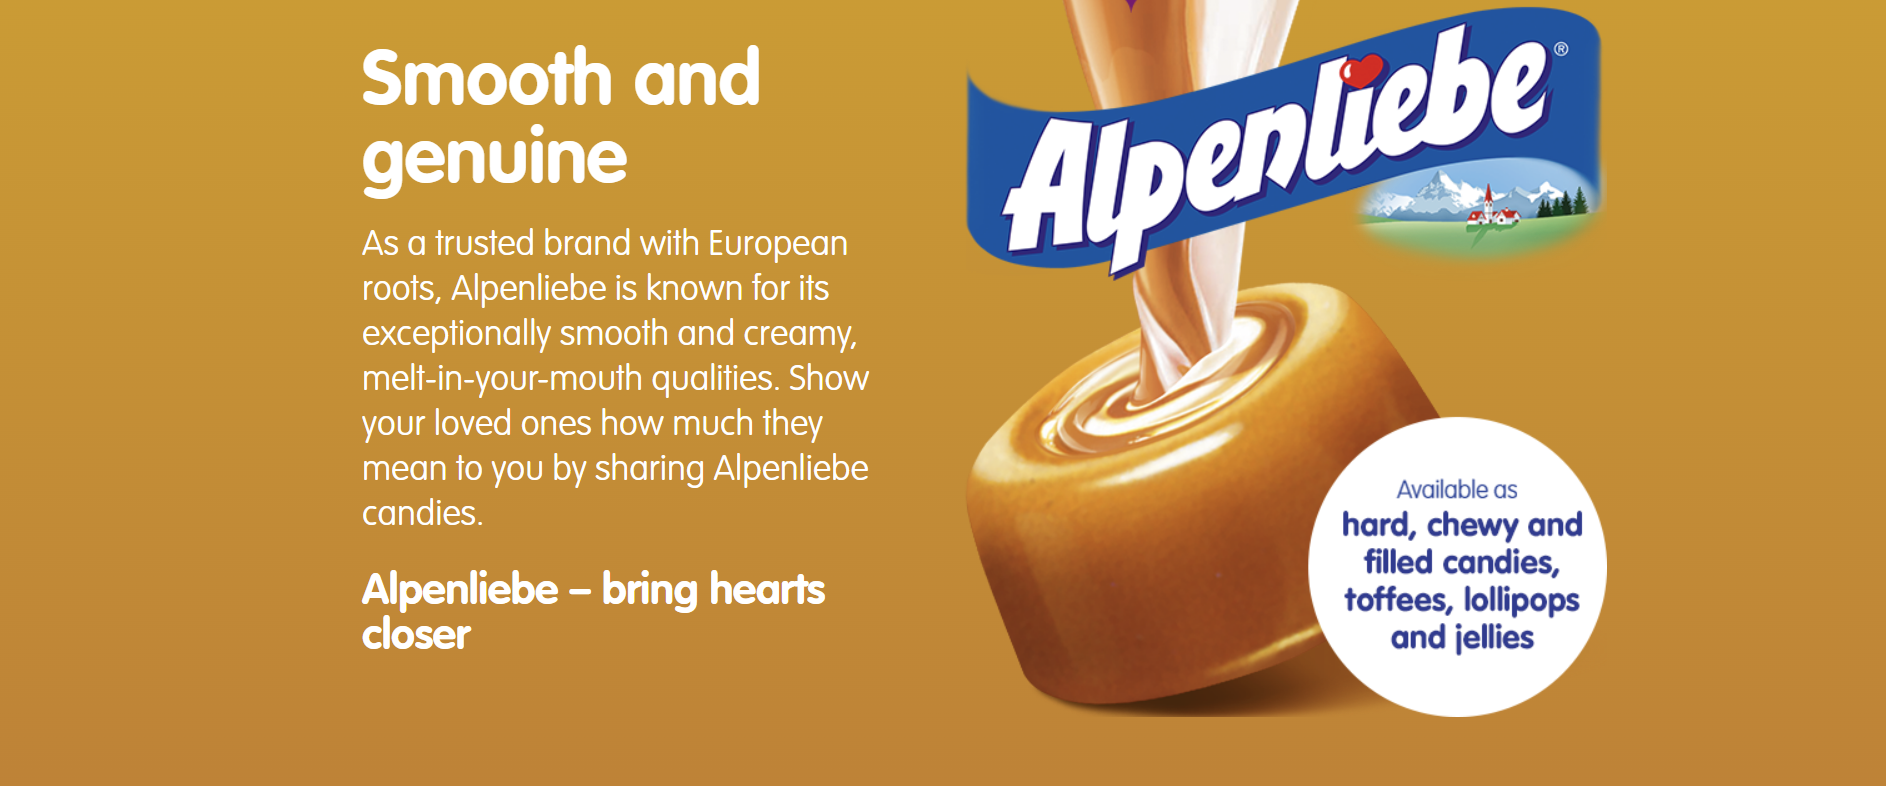 Smooth and
genuine
As a trusted brand with European
roots, Alpenliebe is known for its
exceptionally smooth and creamy,
melt-in-your-mouth qualities. Show
your loved ones how much they
mean to you by sharing Alpenliebe
candies.
Alpenliebe – bring hearts
closer
Alpenliebe®
Available as
hard, chewy and
filled candies,
toffees, lollipops
and jellies